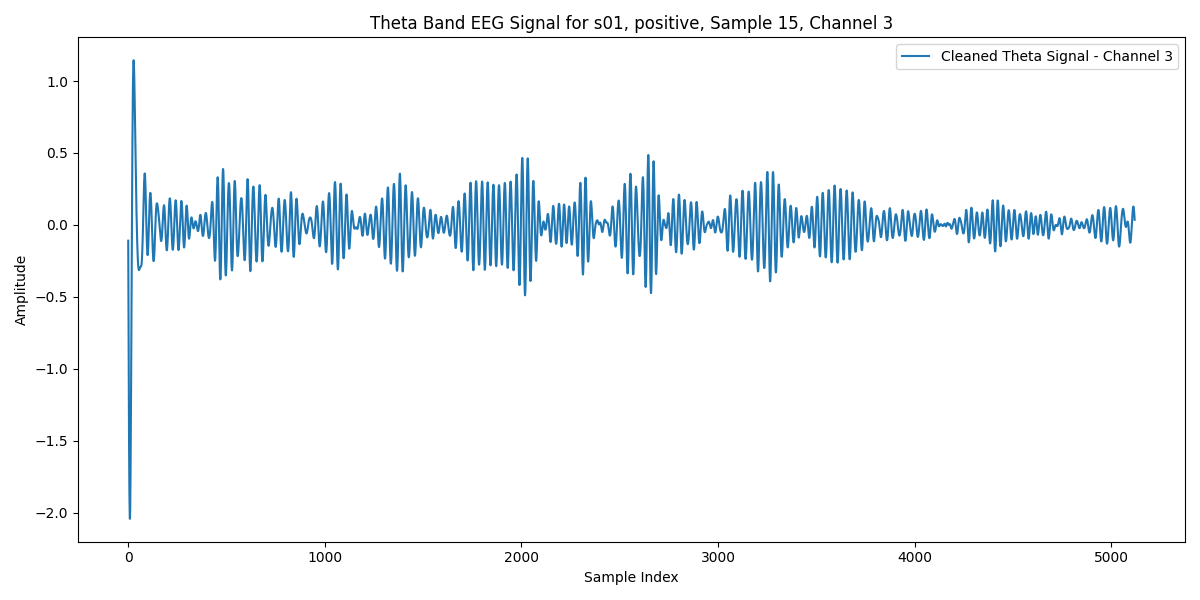 Theta Band EEG Signal for s01, positive, Sample 15, Channel 3
Cleaned Theta Signal - Channel 3
1.0
0.5
0.0
−0.5
−1.0
−1.5
−2.0
Amplitude
0 1000 2000 3000 4000 5000
Sample Index